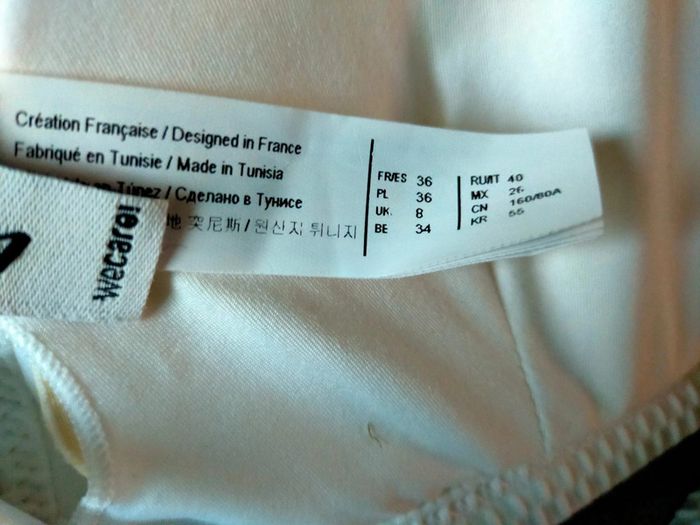 Création Française / Designed in France
Fabriqué en Tunisie / Made in Tunisia
Túnez / Сделано в Тунисе
地 突尼斯 / 원산지 튀니지
FR/ES 36
PL 36
UK 8
BE 34
RU/IT 40
MX 26
CN 160/80A
KR 55
wecaro